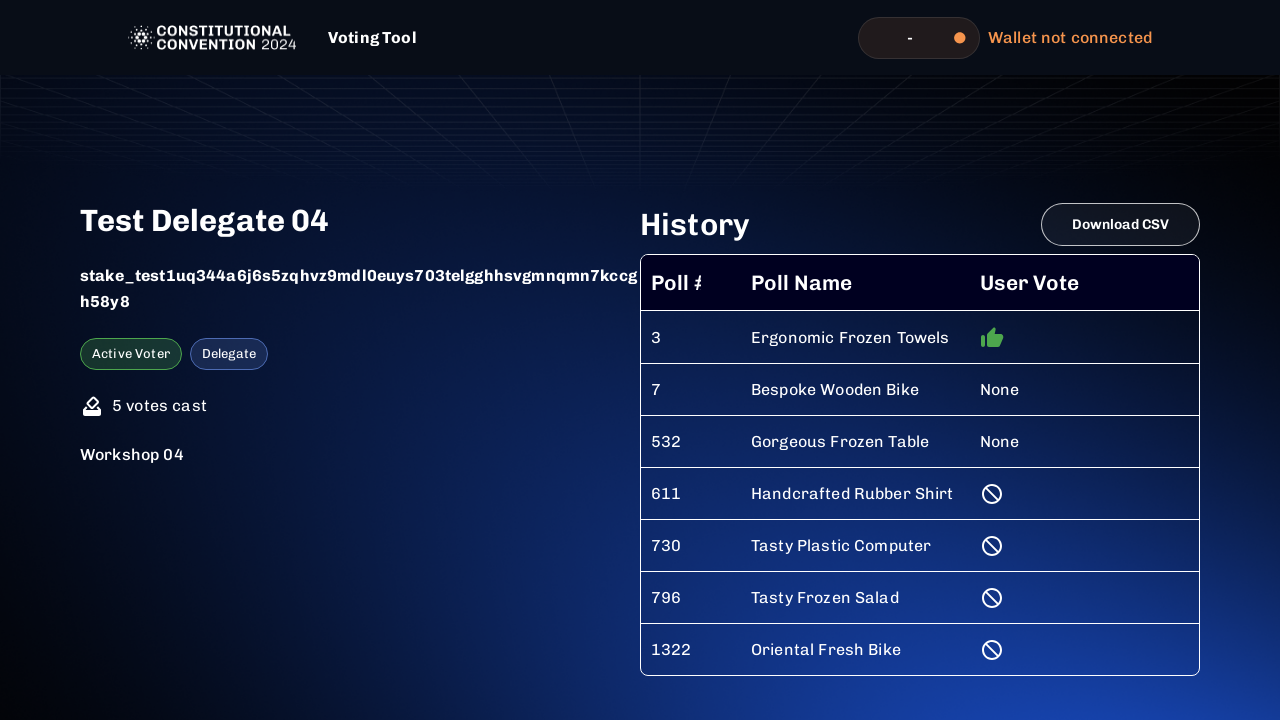 CONSTITUTIONAL
CONVENTION 2024
Voting Tool
-
Wallet not connected
Test Delegate 04
stake_test1uq344a6j6s5zqhvz9mdl0euys703telgghhsvgmnqmn7kccg
h58y8
Active Voter
Delegate
5 votes cast
Workshop 04
History
Download CSV
Poll # Poll Name User Vote
3 Ergonomic Frozen Towels
7 Bespoke Wooden Bike None
532 Gorgeous Frozen Table None
611 Handcrafted Rubber Shirt
730 Tasty Plastic Computer
796 Tasty Frozen Salad
1322 Oriental Fresh Bike